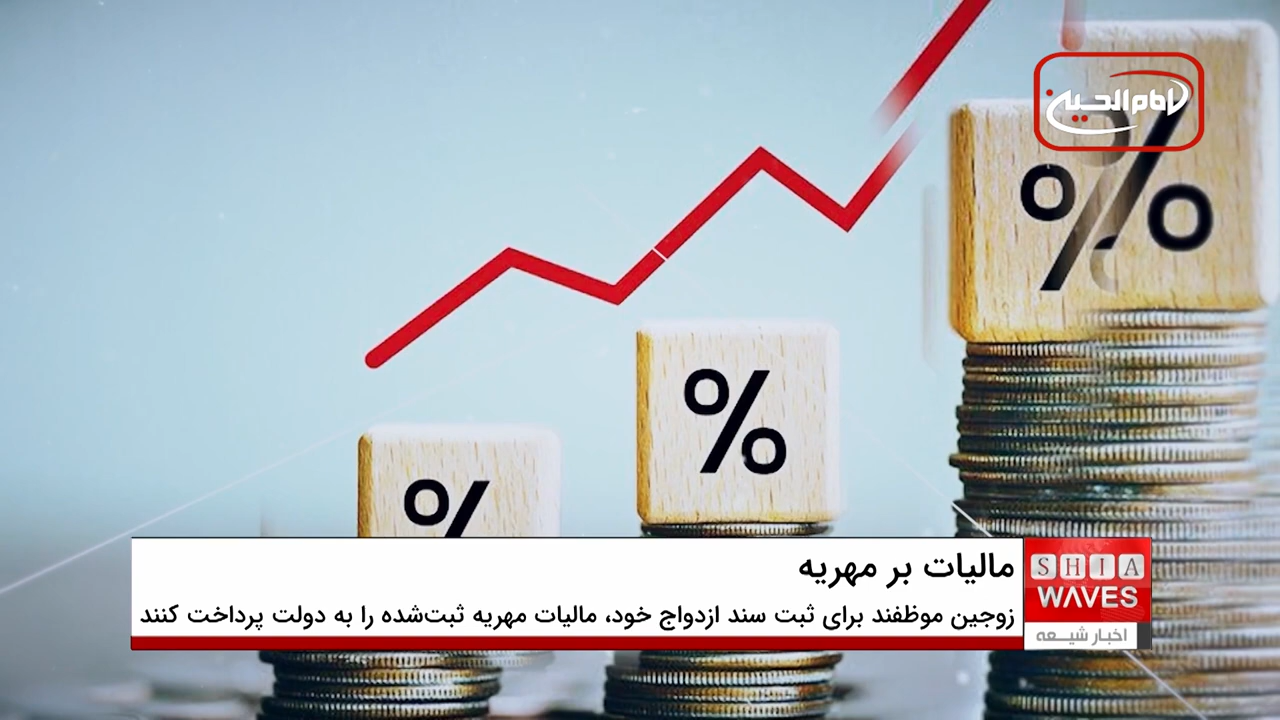 امام الحسین
%
%
%
%
مالیات بر مهریه
زوجین موظفند برای ثبت سند ازدواج خود، مالیات مهریه ثبت‌شده را به دولت پرداخت کنند
SHIA
WAVES
اخبار شیعه